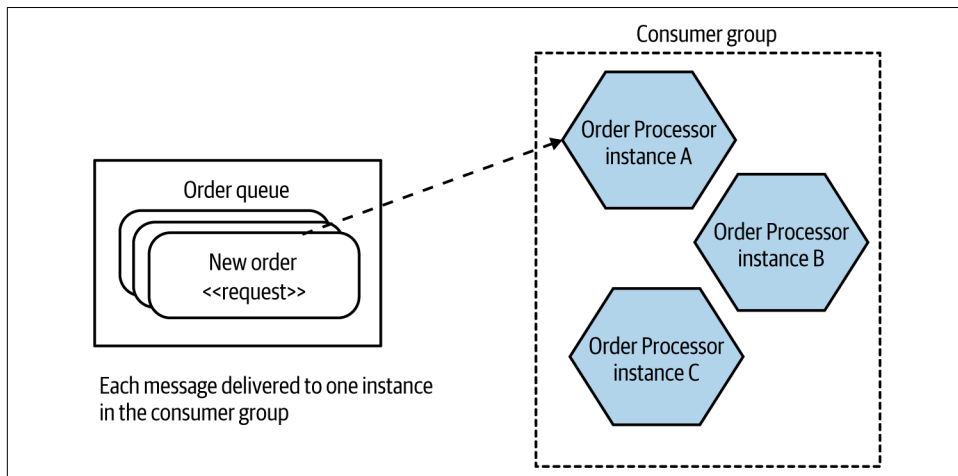 Consumer group
Order Processor
instance A
Order queue
New order
<<request>>
Order Processor
instance B
Order Processor
instance C
Each message delivered to one instance
in the consumer group